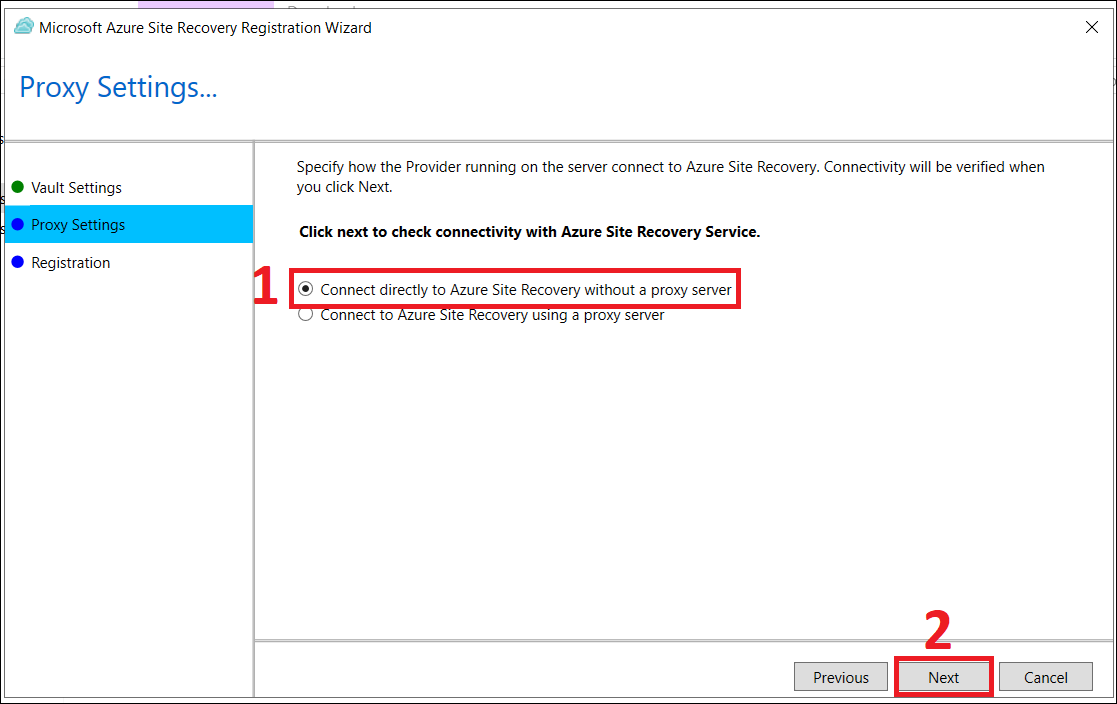 Microsoft Azure Site Recovery Registration Wizard
Proxy Settings...
Vault Settings
Proxy Settings
Registration
Specify how the Provider running on the server connect to Azure Site Recovery. Connectivity will be verified when
you click Next.
Click next to check connectivity with Azure Site Recovery Service.
1
Connect directly to Azure Site Recovery without a proxy server
Connect to Azure Site Recovery using a proxy server
2
Previous
Next
Cancel